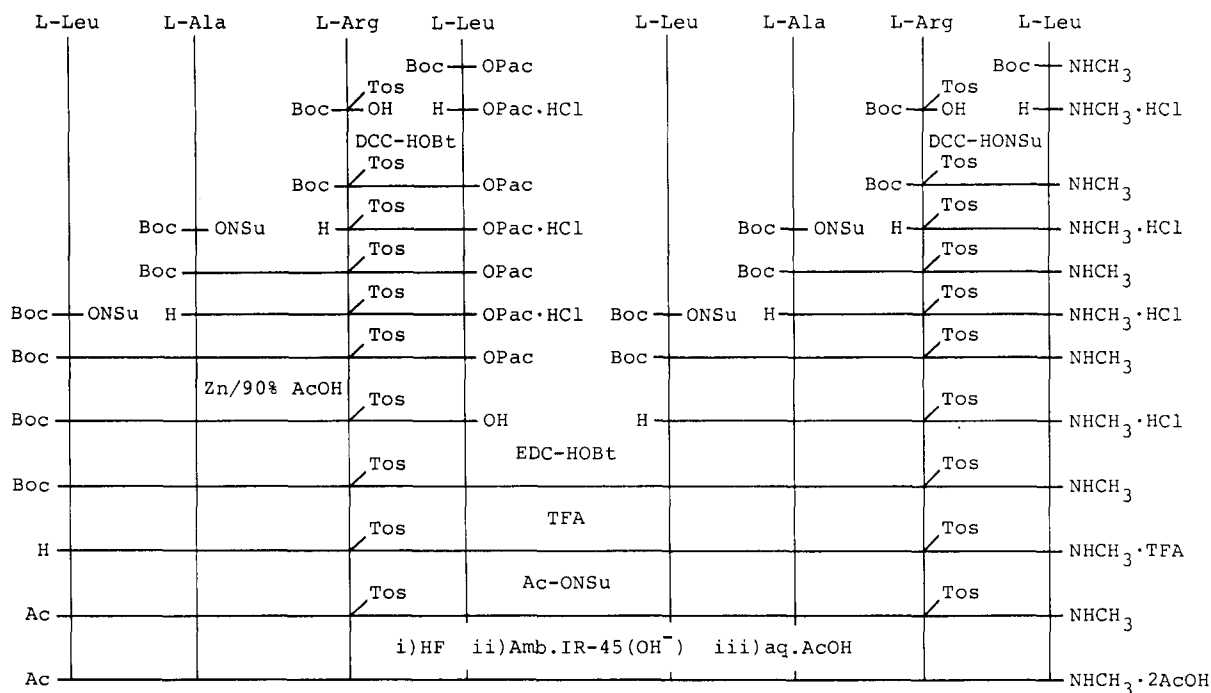 L-Leu L-Ala L-Arg L-Leu L-Leu L-Ala L-Arg L-Leu
Boc OPac Boc NHCH3
Boc Tos OH H OPac·HCl Boc Tos OH H NHCH3·HCl
DCC-HOBt DCC-HONSu
Boc Tos OPac Boc Tos NHCH3
Boc ONSu H Tos OPac·HCl Boc ONSu H Tos NHCH3·HCl
Boc Tos OPac Boc Tos NHCH3
Boc ONSu H Tos OPac·HCl Boc ONSu H Tos NHCH3·HCl
Boc Tos OPac Boc Tos NHCH3
Zn/90% AcOH
Boc Tos OH H Tos NHCH3·HCl
EDC-HOBt
Boc Tos Tos NHCH3
TFA
H Tos Tos NHCH3·TFA
Ac-ONSu
Ac Tos Tos NHCH3
i)HF ii)Amb.IR-45(OH⁻) iii)aq.AcOH
Ac NHCH3·2AcOH